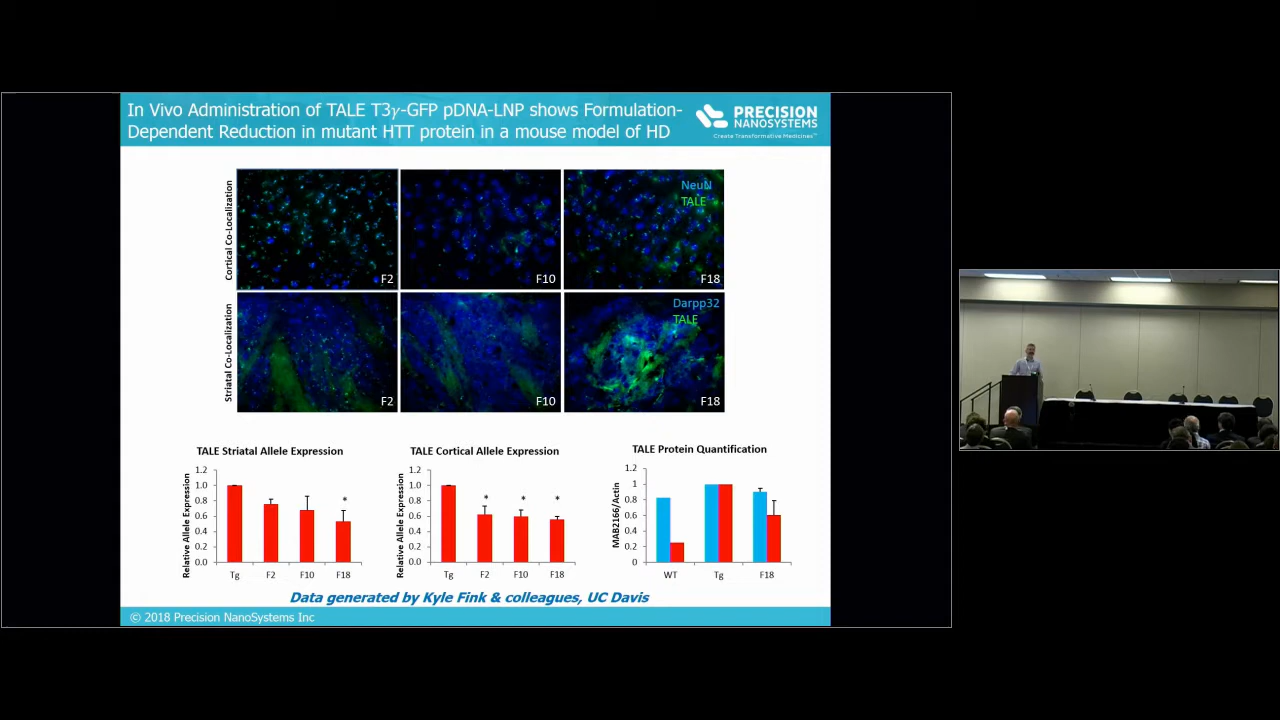 In Vivo Administration of TALE T3γ-GFP pDNA-LNP shows Formulation-
Dependent Reduction in mutant HTT protein in a mouse model of HD
PRECISION
NANOSYSTEMS
Create Transformative Medicines™
Cortical Co-Localization
NeuN
TALE
F2
F10
F18
Striatal Co-Localization
Darpp32
TALE
F2
F10
F18
TALE Striatal Allele Expression
Relative Allele Expression
1.2
1.0
0.8
0.6
0.4
0.2
0.0
*
Tg
F2
F10
F18
TALE Cortical Allele Expression
Relative Allele Expression
1.2
1.0
0.8
0.6
0.4
0.2
0.0
*
*
*
Tg
F2
F10
F18
TALE Protein Quantification
MAB2166/Actin
1.2
1
0.8
0.6
0.4
0.2
0
WT
Tg
F18
Data generated by Kyle Fink & colleagues, UC Davis
© 2018 Precision NanoSystems Inc